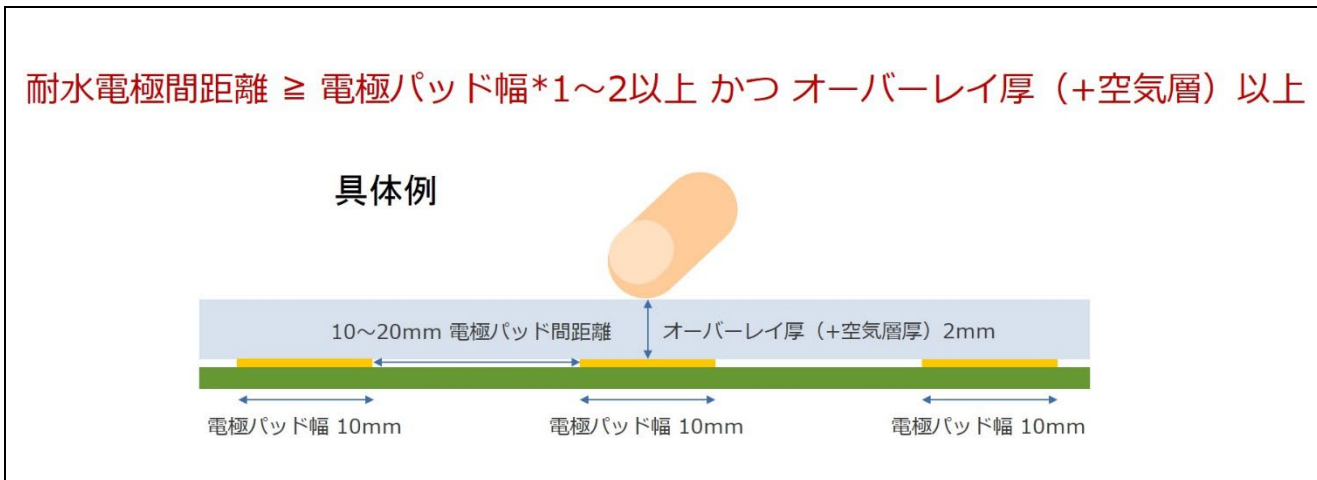 耐水電極間距離 ≧ 電極パッド幅*1～2以上 かつ オーバーレイ厚（+空気層）以上
具体例
10～20mm 電極パッド間距離
オーバーレイ厚（+空気層厚）2mm
電極パッド幅 10mm
電極パッド幅 10mm
電極パッド幅 10mm